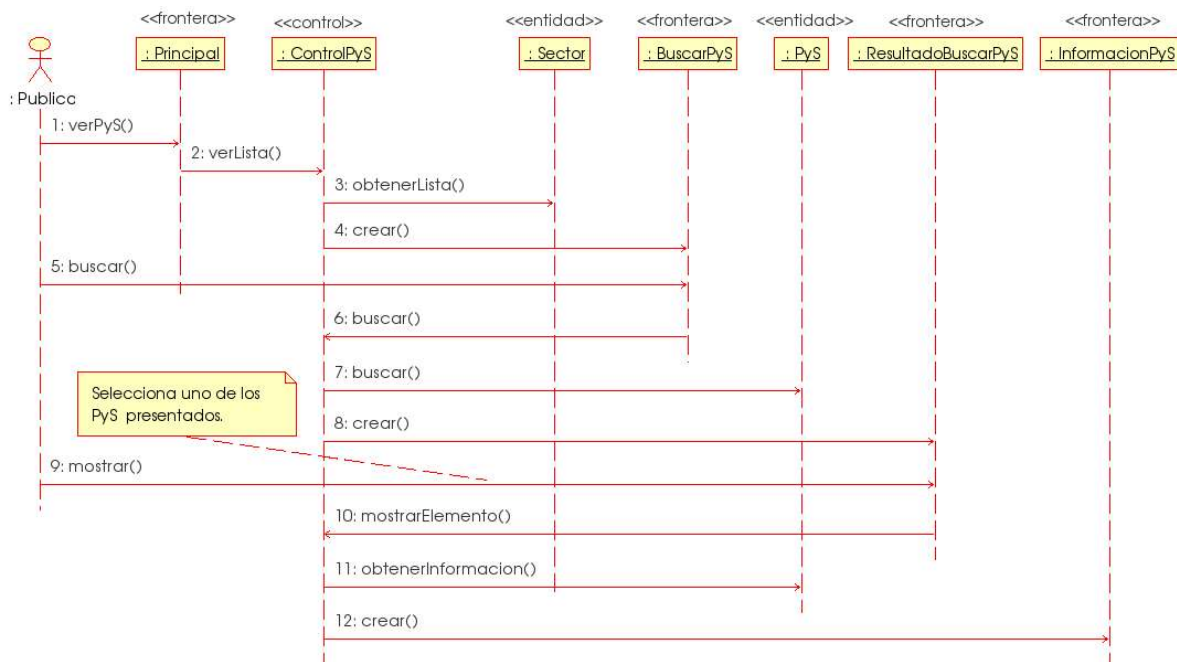 <<frontera>>
<<control>>
<<entidad>>
<<frontera>>
<<entidad>>
<<frontera>>
<<frontera>>
: Principal
: ControlPyS
: Sector
: BuscarPyS
: PyS
: ResultadoBuscarPyS
: InformacionPyS
: Publico
1: verPyS()
2: verLista()
3: obtenerLista()
4: crear()
5: buscar()
6: buscar()
7: buscar()
Selecciona uno de los
PyS presentados.
8: crear()
9: mostrar()
10: mostrarElemento()
11: obtenerInformacion()
12: crear()